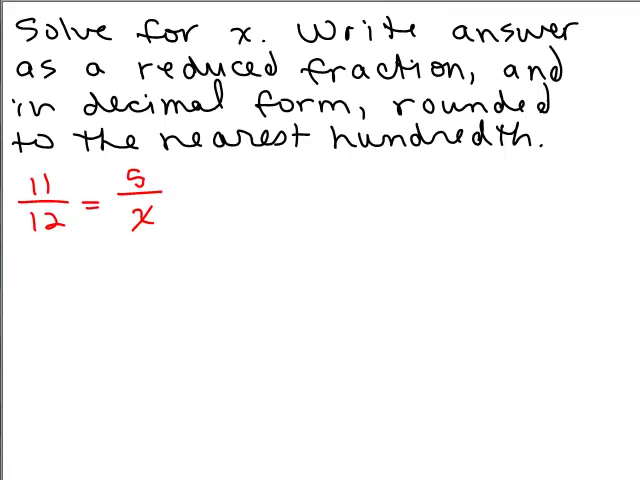 Solve for x. Write answer
as a reduced fraction, and
in decimal form, rounded
to the nearest hundredth.
11/12 = 5/x